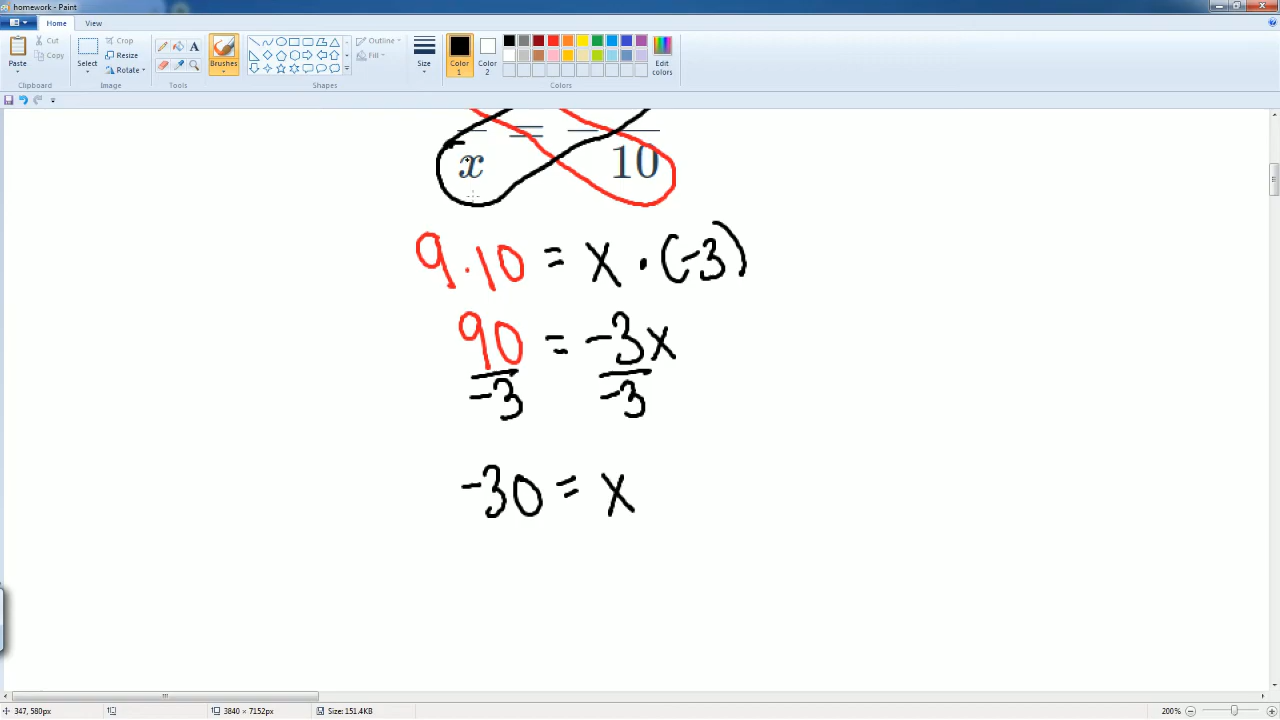 homework - Paint
Home View
Paste Cut Copy Clipboard
Select Crop Resize Rotate Image
A Tools
Brushes
Shapes Outline Fill
Size
Color 1 Color 2 Edit colors Colors
= 
x 10
9·10 = x·(-3)
90 = -3x
-3 -3
-30 = x
347, 580px 3840 × 7152px Size: 151.4KB 200%